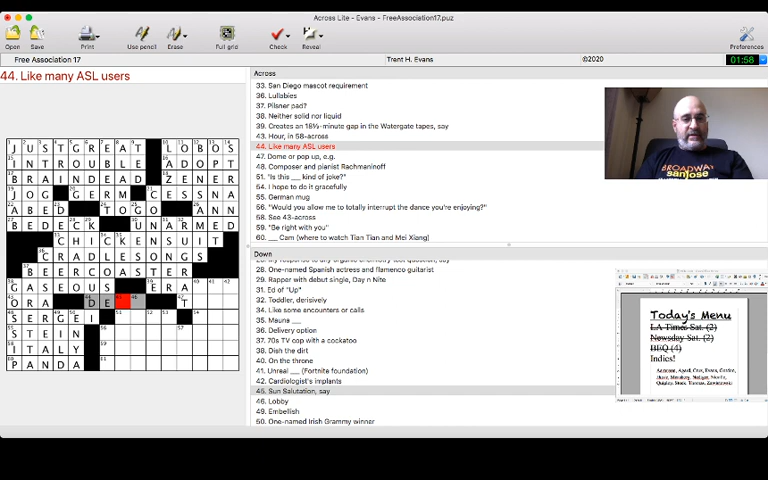 Across Lite - Evans - FreeAssociation17.puz
Open Save Print Use pencil Erase Full grid Check Reveal Preferences
Free Association 17 Trent H. Evans ©2020 01:58
44. Like many ASL users
JUSTGREAT LOBOS
INTROUBLE ADOPT
BRAINDEAD ZENER
JOG GERM CESSNA
ABED TOGO ANN
BEDECK UNARMED
CHICKENSUIT
CRADLESONGS
BEERCOASTER
GASEOUS ERA
ORA DE T
SERGEI
STEIN
ITALY
PANDA
Across
33. San Diego mascot requirement
36. Lullabies
37. Pilsner pad?
38. Neither solid nor liquid
39. Creates an 18½-minute gap in the Watergate tapes, say
43. Hour, in 58-across
44. Like many ASL users
47. Dome or pop up, e.g.
48. Composer and pianist Rachmaninoff
51. "Is this ___ kind of joke?"
54. I hope to do it gracefully
55. German mug
56. "Would you allow me to totally interrupt the dance you're enjoying?"
58. See 43-across
59. "Be right with you"
60. ___ Cam (where to watch Tian Tian and Mei Xiang)
Down
28. One-named Spanish actress and flamenco guitarist
29. Rapper with debut single, Day n Nite
31. Ed of "Up"
32. Toddler, derisively
34. Like some encounters or calls
35. Mauna ___
36. Delivery option
37. 70s TV cop with a cockatoo
38. Dish the dirt
40. On the throne
41. Unreal ___ (Fortnite foundation)
42. Cardiologist's implants
45. Sun Salutation, say
46. Lobby
49. Embellish
50. One-named Irish Grammy winner
BROADWAY
sanjose
Today's Menu
LA Times Sat. (2)
Newsday Sat. (2)
BEQ (4)
Indies!